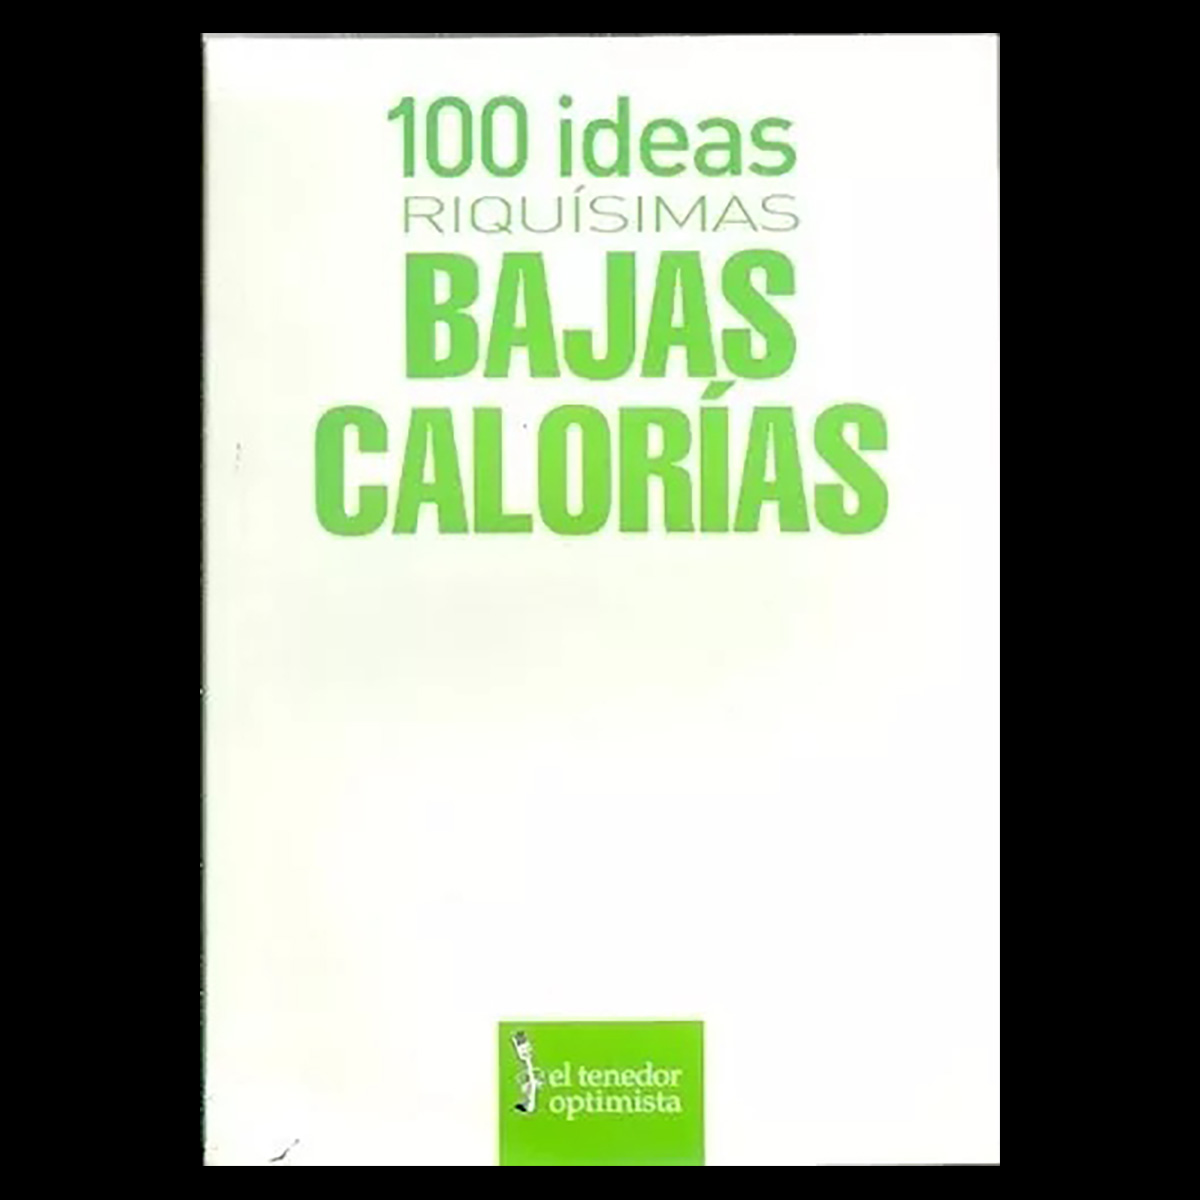 100 ideas
RIQUÍSIMAS
BAJAS
CALORÍAS
el tenedor
optimista